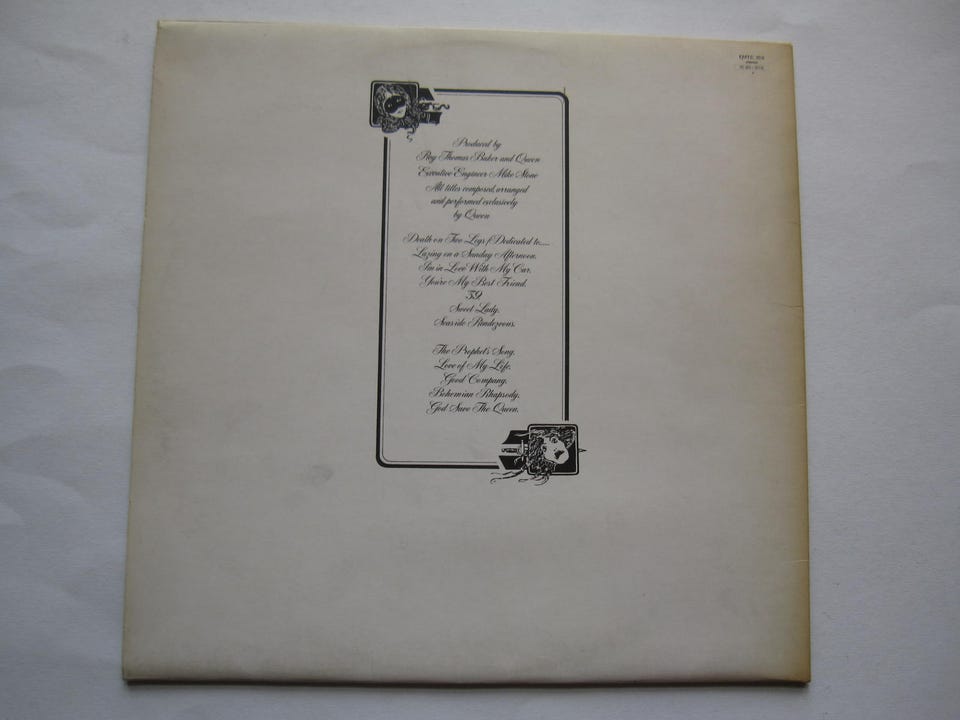 Produced by
Roy Thomas Baker and Queen
Executive Engineer Mike Stone
All titles composed, arranged
and performed exclusively
by Queen
Death on Two Legs (Dedicated to.....
Lazing on a Sunday Afternoon.
I'm in Love With My Car.
You're My Best Friend.
'39.
Sweet Lady.
Seaside Rendezvous.
The Prophet's Song.
Love of My Life.
Good Company.
Bohemian Rhapsody.
God Save The Queen.